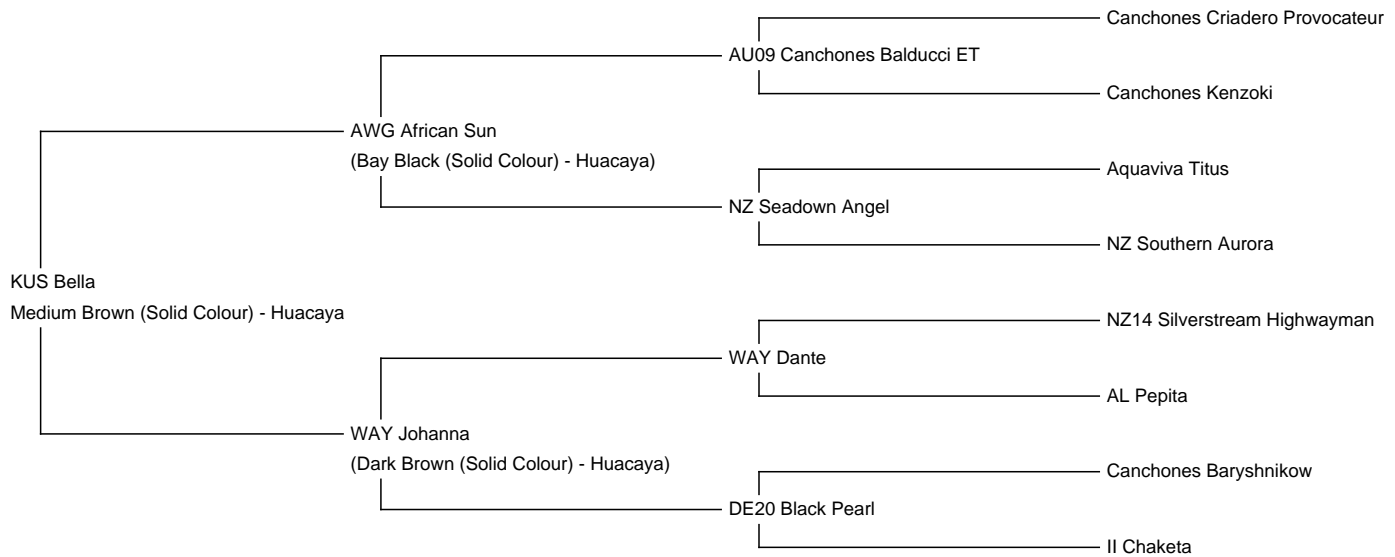 Canchones Criadero Provocateur
AU09 Canchones Balducci ET
Canchones Kenzoki
AWG African Sun
(Bay Black (Solid Colour) - Huacaya)
Aquaviva Titus
NZ Seadown Angel
NZ Southern Aurora
KUS Bella
Medium Brown (Solid Colour) - Huacaya
NZ14 Silverstream Highwayman
WAY Dante
AL Pepita
WAY Johanna
(Dark Brown (Solid Colour) - Huacaya)
Canchones Baryshnikow
DE20 Black Pearl
II Chaketa